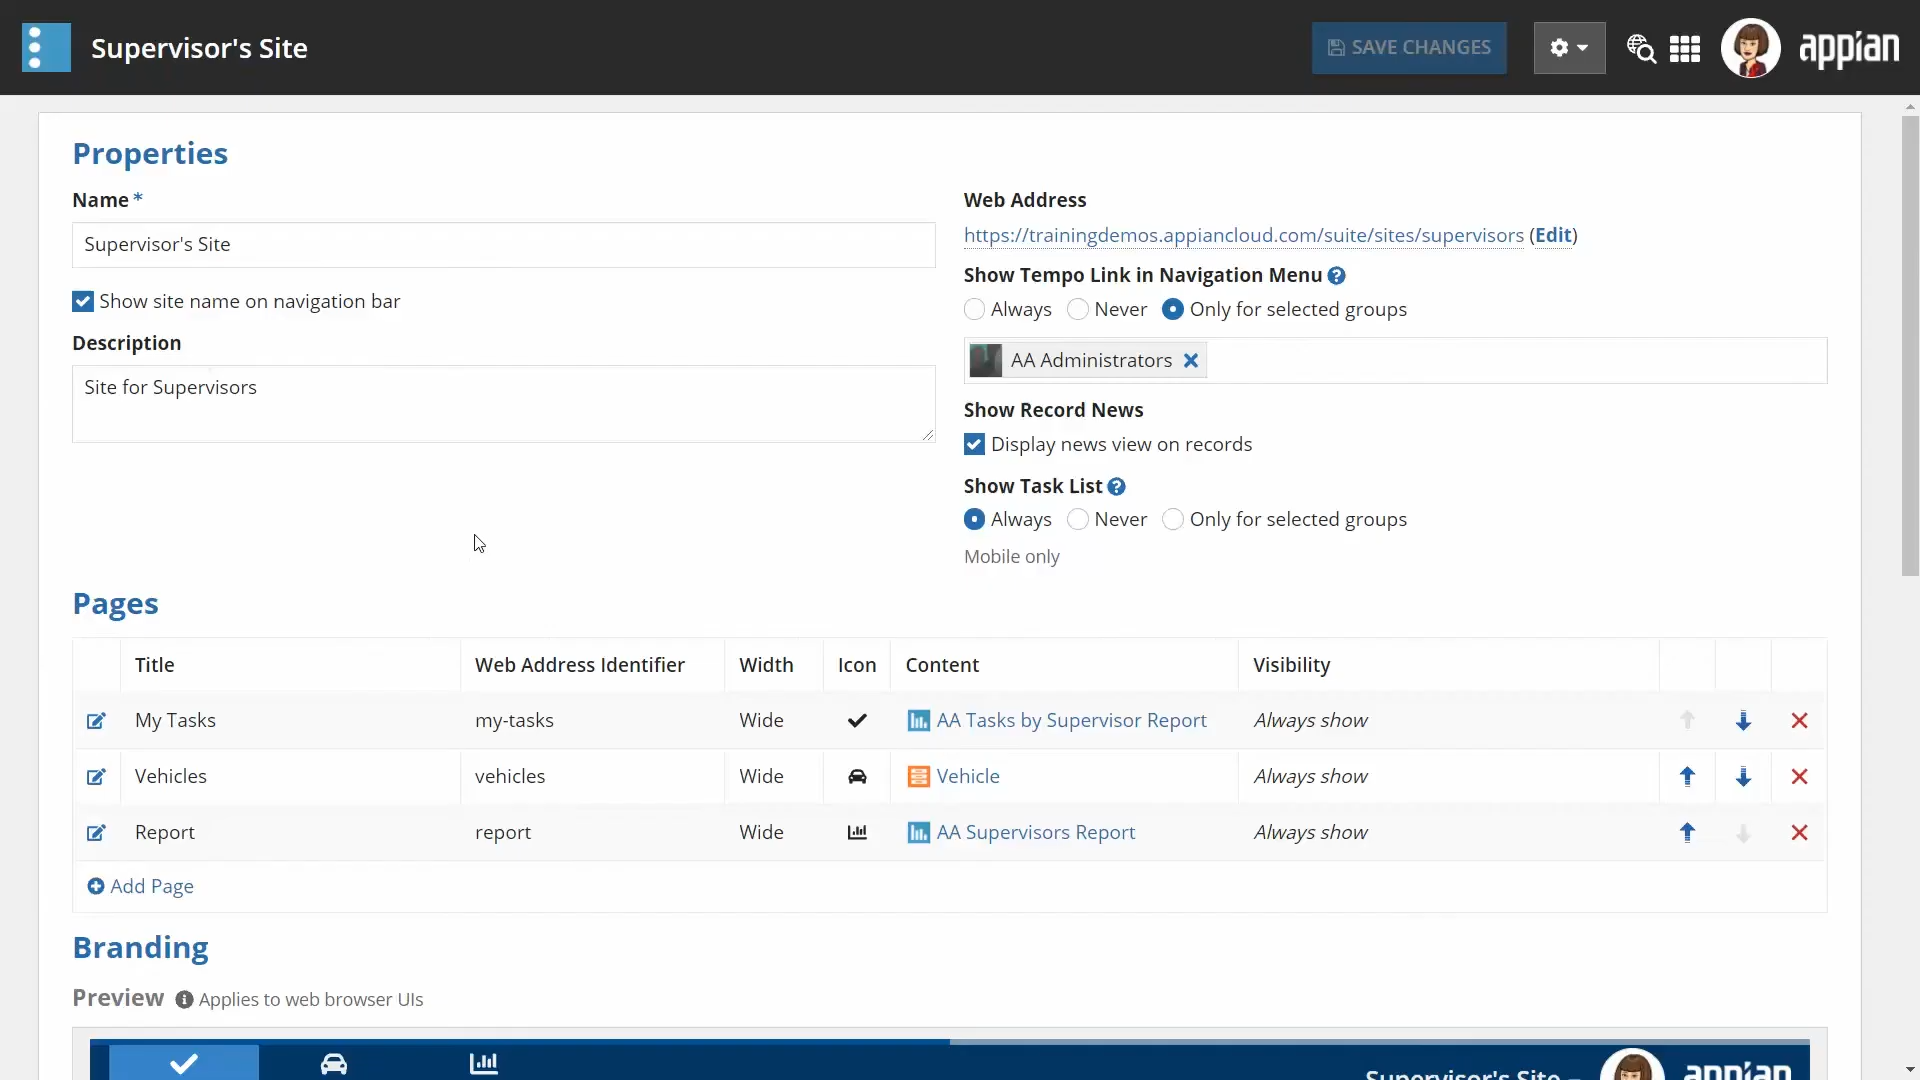 Supervisor's Site
SAVE CHANGES
appian
Properties
Name *
Supervisor's Site
Show site name on navigation bar
Description
Site for Supervisors
Web Address
https://trainingdemos.appiancloud.com/suite/sites/supervisors (Edit)
Show Tempo Link in Navigation Menu ?
Always Never Only for selected groups
AA Administrators
Show Record News
Display news view on records
Show Task List ?
Always Never Only for selected groups
Mobile only
Pages
Title Web Address Identifier Width Icon Content Visibility
My Tasks my-tasks Wide AA Tasks by Supervisor Report Always show
Vehicles vehicles Wide Vehicle Always show
Report report Wide AA Supervisors Report Always show
Add Page
Branding
Preview Applies to web browser UIs
Supervisor's Site
appian